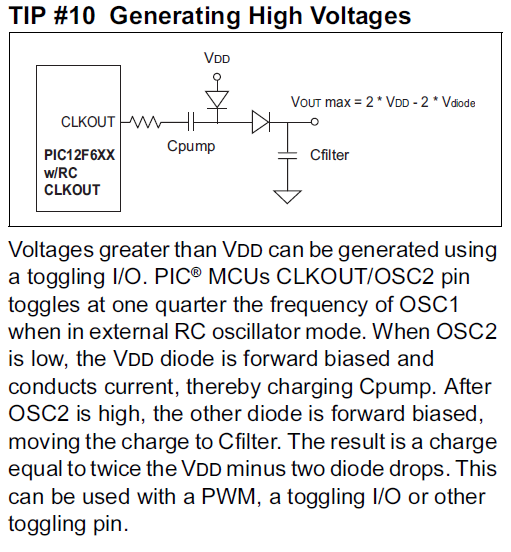 TIP #10 Generating High Voltages
VDD
VOUT max = 2 * VDD - 2 * Vdiode
CLKOUT
Cpump
Cfilter
PIC12F6XX
w/RC
CLKOUT
Voltages greater than VDD can be generated using
a toggling I/O. PIC® MCUs CLKOUT/OSC2 pin
toggles at one quarter the frequency of OSC1
when in external RC oscillator mode. When OSC2
is low, the VDD diode is forward biased and
conducts current, thereby charging Cpump. After
OSC2 is high, the other diode is forward biased,
moving the charge to Cfilter. The result is a charge
equal to twice the VDD minus two diode drops. This
can be used with a PWM, a toggling I/O or other
toggling pin.